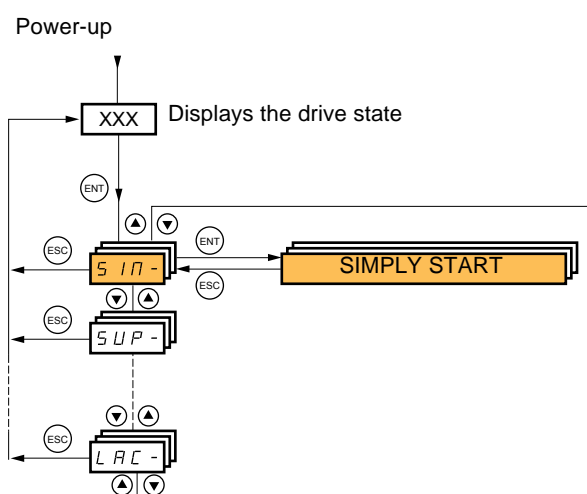 Power-up
XXX Displays the drive state
ENT
ESC ENT
SIM- SIMPLY START
ESC
ESC
SUP-
ESC
LAC-